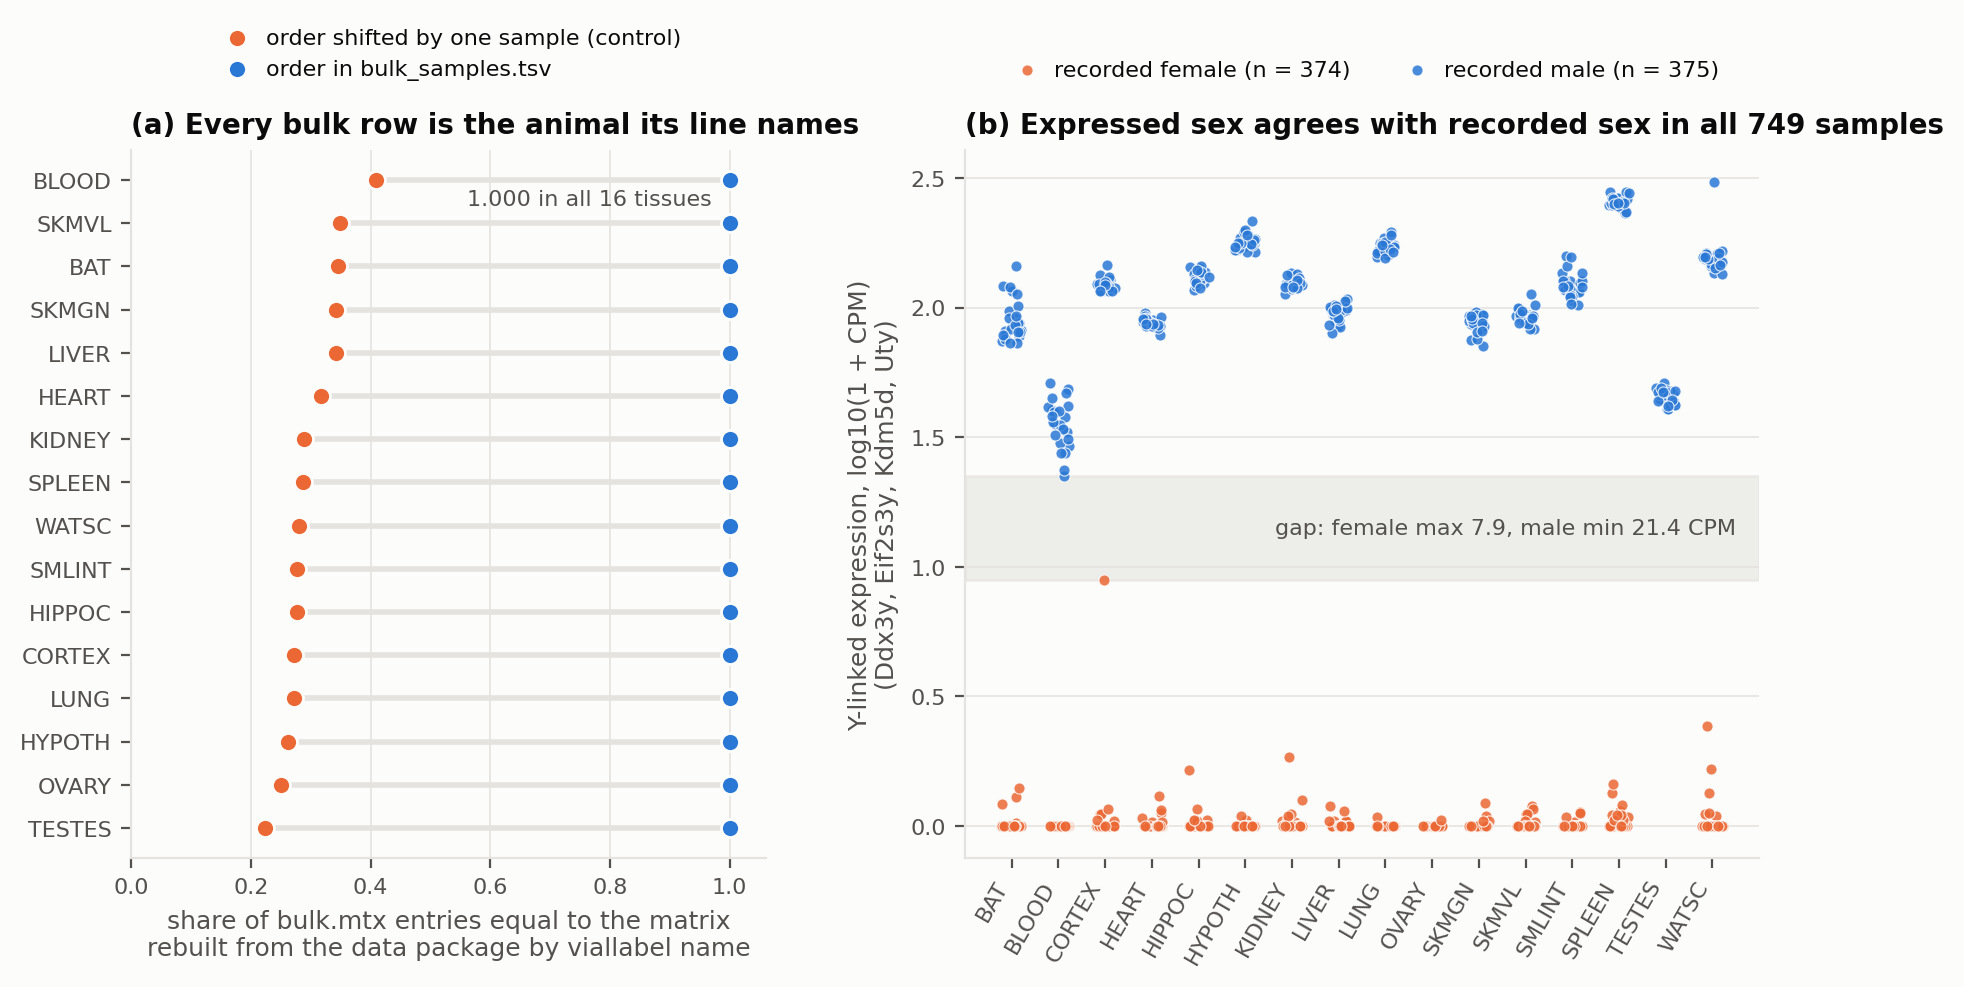 order shifted by one sample (control)
order in bulk_samples.tsv
(a) Every bulk row is the animal its line names
BLOOD
SKMVL
BAT
SKMGN
LIVER
HEART
KIDNEY
SPLEEN
WATSC
SMLINT
HIPPOC
CORTEX
LUNG
HYPOTH
OVARY
TESTES
1.000 in all 16 tissues
0.0 0.2 0.4 0.6 0.8 1.0
share of bulk.mtx entries equal to the matrix
rebuilt from the data package by viallabel name
recorded female (n = 374) recorded male (n = 375)
(b) Expressed sex agrees with recorded sex in all 749 samples
Y-linked expression, log10(1 + CPM)
(Ddx3y, Eif2s3y, Kdm5d, Uty)
2.5
2.0
1.5
1.0
0.5
0.0
gap: female max 7.9, male min 21.4 CPM
BAT
BLOOD
CORTEX
HEART
HIPPOC
HYPOTH
KIDNEY
LIVER
LUNG
OVARY
SKMGN
SKMVL
SMLINT
SPLEEN
TESTES
WATSC